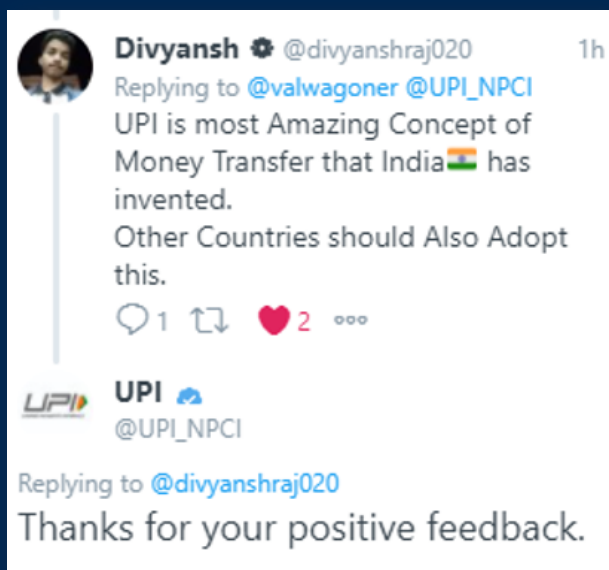 Divyansh @divyanshraj020 1h
Replying to @valwagoner @UPI_NPCI
UPI is most Amazing Concept of
Money Transfer that India🇮🇳 has
invented.
Other Countries should Also Adopt
this.
1 2
UPI UPI
@UPI_NPCI
Replying to @divyanshraj020
Thanks for your positive feedback.